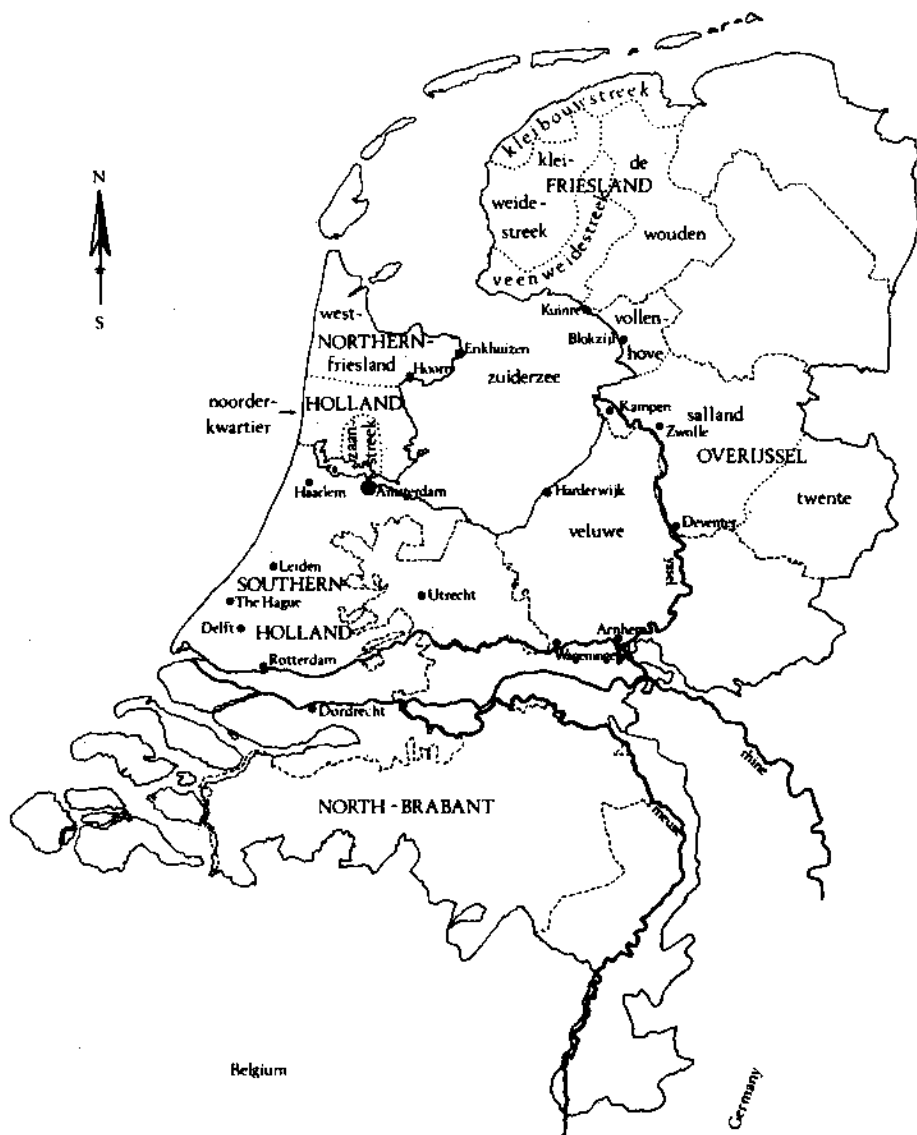 kleibouwstreek
klei-
de
FRIESLAND
weide-
streek
wouden
veenweidestreek
N
S
Kuinre
vollen-
hove
Blokzijl
west-
NORTHERN-
friesland
Enkhuizen
Hoorn
zuiderzee
noorder-
kwartier
HOLLAND
zaan
streek
Kampen
salland
Zwolle
OVERIJSSEL
twente
Haarlem
Amsterdam
Harderwijk
veluwe
Deventer
yssel
Leiden
SOUTHERN
The Hague
Utrecht
Delft
HOLLAND
Arnhem
Wageningen
Rotterdam
Dordrecht
rhine
NORTH-BRABANT
meuse
Belgium
Germany